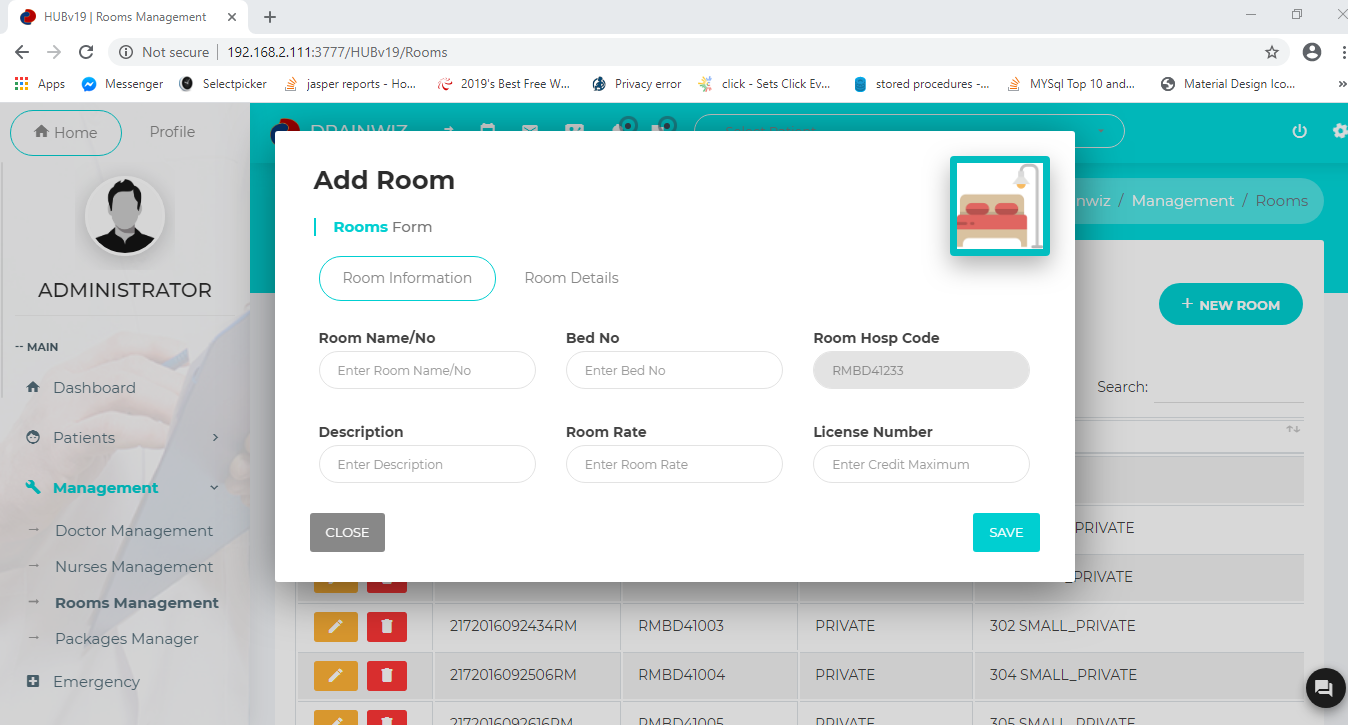 HUBv19 | Rooms Management
Not secure | 192.168.2.111:3777/HUBv19/Rooms
Apps Messenger Selectpicker jasper reports - Ho... 2019's Best Free W... Privacy error click - Sets Click Ev... stored procedures -... MYSql Top 10 and... Material Design Ico... »
Home Profile
Add Room
Rooms Form
Room Information Room Details
Management / Rooms
ADMINISTRATOR
+ NEW ROOM
-- MAIN
Room Name/No Bed No Room Hosp Code
Enter Room Name/No Enter Bed No RMBD41233
Dashboard
Search:
Patients
Description Room Rate License Number
Enter Description Enter Room Rate Enter Credit Maximum
Management
Doctor Management
CLOSE SAVE
_PRIVATE
Nurses Management
_PRIVATE
Rooms Management
2172016092434RM RMBD41003 PRIVATE 302 SMALL_PRIVATE
Packages Manager
2172016092506RM RMBD41004 PRIVATE 304 SMALL_PRIVATE
Emergency
2172016092616RM RMBD41005 PRIVATE 305 SMALL_PRIVATE